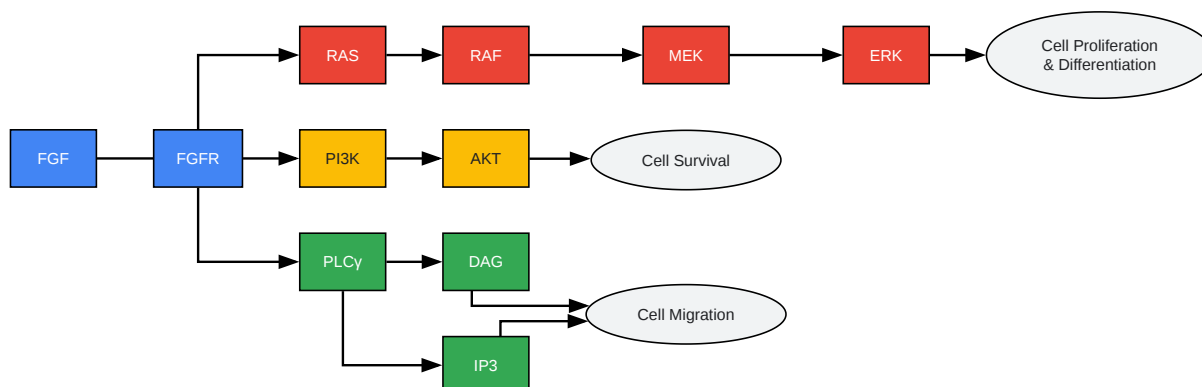 RAS
RAF
MEK
ERK
Cell Proliferation
& Differentiation
FGF
FGFR
PI3K
AKT
Cell Survival
PLCγ
DAG
Cell Migration
IP3